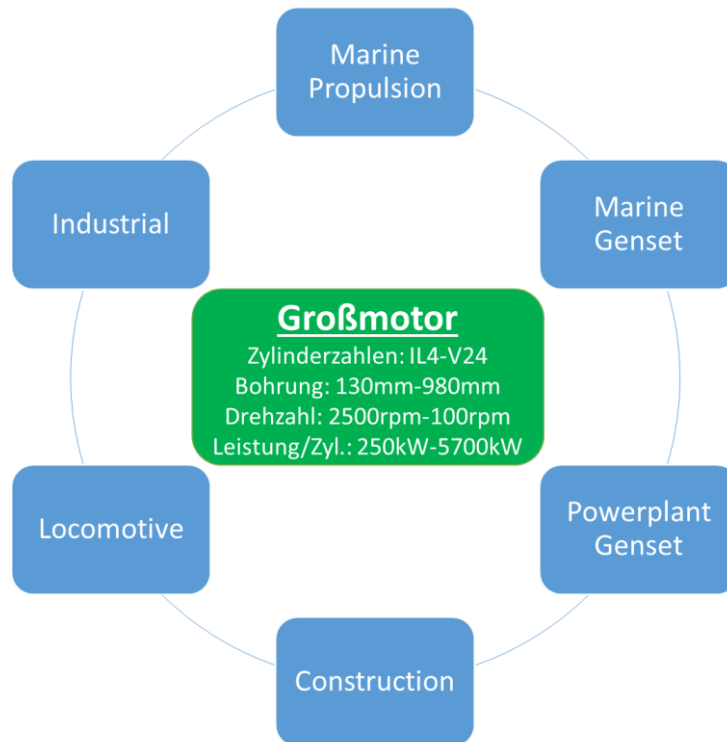 Marine
Propulsion
Marine
Genset
Powerplant
Genset
Construction
Locomotive
Industrial
Großmotor
Zylinderzahlen: IL4-V24
Bohrung: 130mm-980mm
Drehzahl: 2500rpm-100rpm
Leistung/Zyl.: 250kW-5700kW